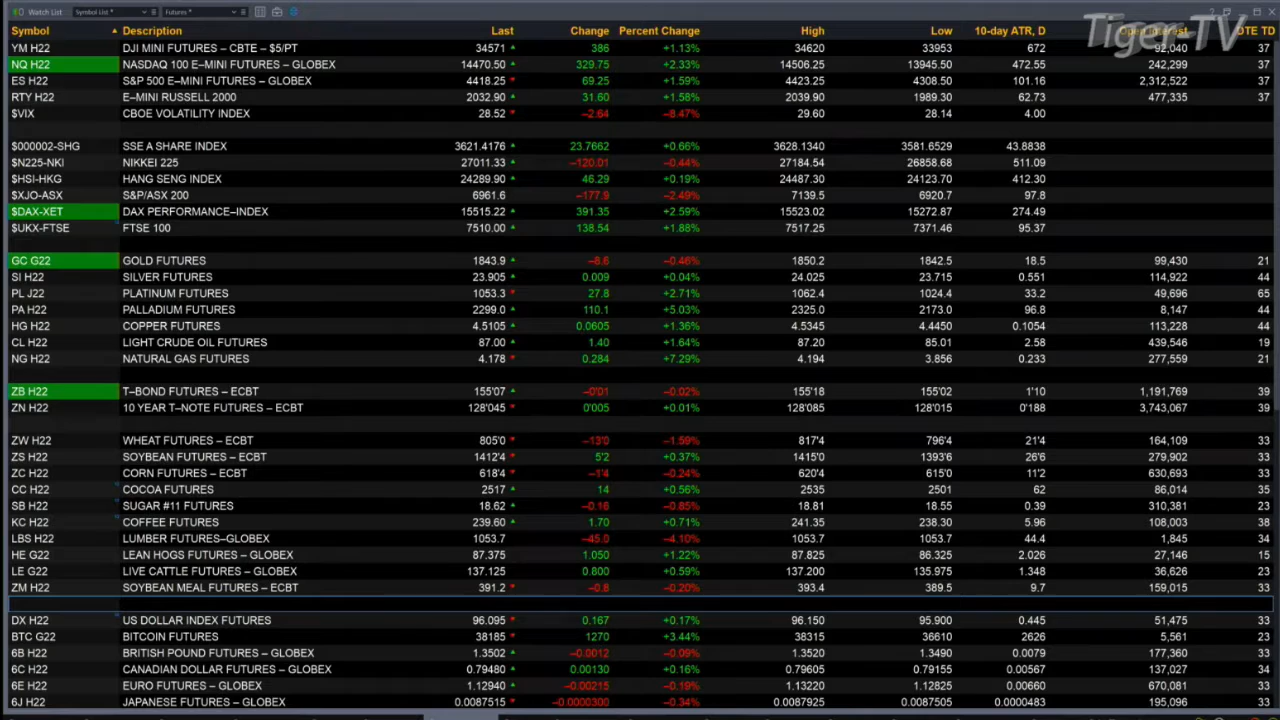 Watch List Symbol List * Futures *
Tiger-TV
Symbol Description Last Change Percent Change High Low 10-day ATR, D Open Interest DTE TD
YM H22 DJI MINI FUTURES – CBTE – $5/PT 34571 386 +1.13% 34620 33953 672 92,040 37
NQ H22 NASDAQ 100 E–MINI FUTURES – GLOBEX 14470.50 329.75 +2.33% 14506.25 13945.50 472.55 242,299 37
ES H22 S&P 500 E–MINI FUTURES – GLOBEX 4418.25 69.25 +1.59% 4423.25 4308.50 101.16 2,312,522 37
RTY H22 E–MINI RUSSELL 2000 2032.90 31.60 +1.58% 2039.90 1989.30 62.73 477,335 37
$VIX CBOE VOLATILITY INDEX 28.52 –2.64 –8.47% 29.60 28.14 4.00
$000002-SHG SSE A SHARE INDEX 3621.4176 23.7662 +0.66% 3628.1340 3581.6529 43.8838
$N225-NKI NIKKEI 225 27011.33 –120.01 –0.44% 27184.54 26858.68 511.09
$HSI-HKG HANG SENG INDEX 24289.90 46.29 +0.19% 24487.30 24123.70 412.30
$XJO-ASX S&P/ASX 200 6961.6 –177.9 –2.49% 7139.5 6920.7 97.8
$DAX-XET DAX PERFORMANCE–INDEX 15515.22 391.35 +2.59% 15523.02 15272.87 274.49
$UKX-FTSE FTSE 100 7510.00 138.54 +1.88% 7517.25 7371.46 95.37
GC G22 GOLD FUTURES 1843.9 –8.6 –0.46% 1850.2 1842.5 18.5 99,430 21
SI H22 SILVER FUTURES 23.905 0.009 +0.04% 24.025 23.715 0.551 114,922 44
PL J22 PLATINUM FUTURES 1053.3 27.8 +2.71% 1062.4 1024.4 33.2 49,696 65
PA H22 PALLADIUM FUTURES 2299.0 110.1 +5.03% 2325.0 2173.0 96.8 8,147 44
HG H22 COPPER FUTURES 4.5105 0.0605 +1.36% 4.5345 4.4450 0.1054 113,228 44
CL H22 LIGHT CRUDE OIL FUTURES 87.00 1.40 +1.64% 87.20 85.01 2.58 439,546 19
NG H22 NATURAL GAS FUTURES 4.178 0.284 +7.29% 4.194 3.856 0.233 277,559 21
ZB H22 T–BOND FUTURES – ECBT 155'07 –0'01 –0.02% 155'18 155'02 1'10 1,191,769 39
ZN H22 10 YEAR T–NOTE FUTURES – ECBT 128'045 0'005 +0.01% 128'085 128'015 0'188 3,743,067 39
ZW H22 WHEAT FUTURES – ECBT 805'0 –13'0 –1.59% 817'4 796'4 21'4 164,109 33
ZS H22 SOYBEAN FUTURES – ECBT 1412'4 5'2 +0.37% 1415'0 1393'6 26'6 279,902 33
ZC H22 CORN FUTURES – ECBT 618'4 –1'4 –0.24% 620'4 615'0 11'2 630,693 33
CC H22 COCOA FUTURES 2517 14 +0.56% 2535 2501 62 86,014 35
SB H22 SUGAR #11 FUTURES 18.62 –0.16 –0.85% 18.81 18.55 0.39 310,381 23
KC H22 COFFEE FUTURES 239.60 1.70 +0.71% 241.35 238.30 5.96 108,003 38
LBS H22 LUMBER FUTURES–GLOBEX 1053.7 –45.0 –4.10% 1053.7 1053.7 44.4 1,845 34
HE G22 LEAN HOGS FUTURES – GLOBEX 87.375 1.050 +1.22% 87.825 86.325 2.026 27,146 15
LE G22 LIVE CATTLE FUTURES – GLOBEX 137.125 0.800 +0.59% 137.200 135.975 1.348 36,626 23
ZM H22 SOYBEAN MEAL FUTURES – ECBT 391.2 –0.8 –0.20% 393.4 389.5 9.7 159,015 33
DX H22 US DOLLAR INDEX FUTURES 96.095 0.167 +0.17% 96.150 95.900 0.445 51,475 33
BTC G22 BITCOIN FUTURES 38185 1270 +3.44% 38315 36610 2626 5,561 23
6B H22 BRITISH POUND FUTURES – GLOBEX 1.3502 –0.0012 –0.09% 1.3520 1.3490 0.0079 177,360 33
6C H22 CANADIAN DOLLAR FUTURES – GLOBEX 0.79480 0.00130 +0.16% 0.79605 0.79155 0.00567 137,027 34
6E H22 EURO FUTURES – GLOBEX 1.12940 –0.00215 –0.19% 1.13220 1.12825 0.00660 670,081 33
6J H22 JAPANESE FUTURES – GLOBEX 0.0087515 –0.0000300 –0.34% 0.0087925 0.0087505 0.0000483 195,096 33